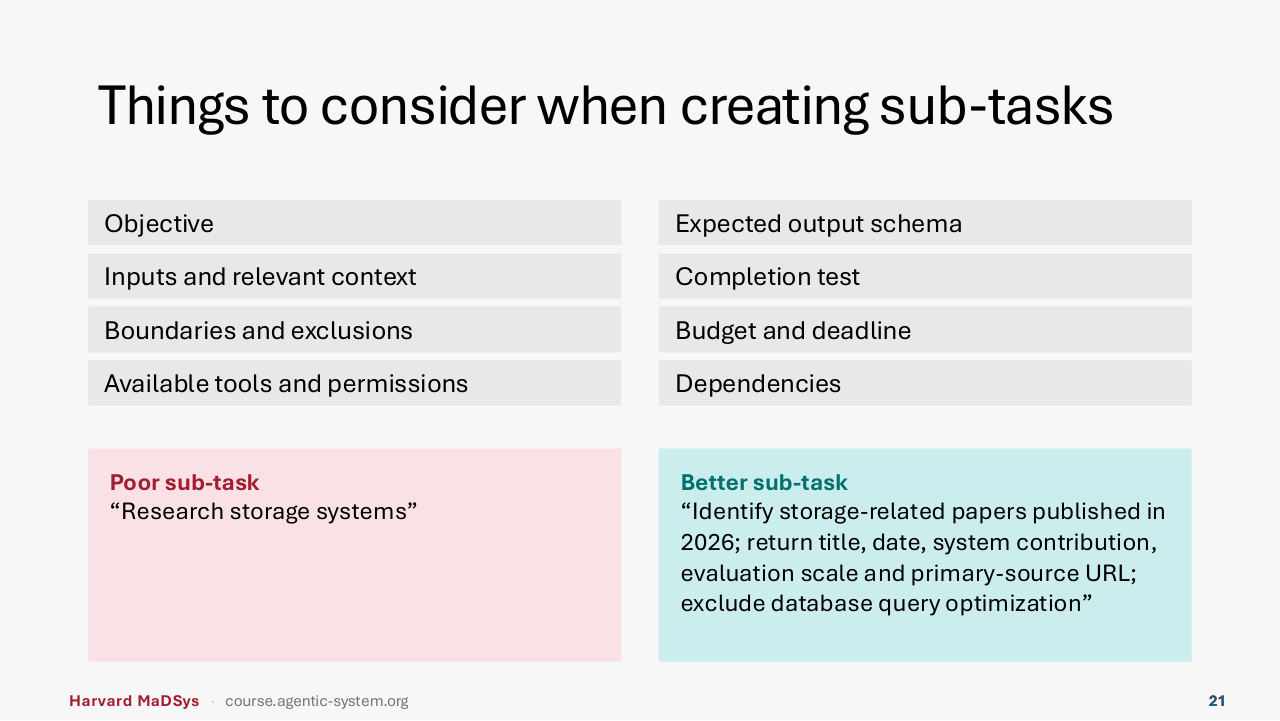 Things to consider when creating sub-tasks
Objective
Inputs and relevant context
Boundaries and exclusions
Available tools and permissions
Expected output schema
Completion test
Budget and deadline
Dependencies
Poor sub-task
“Research storage systems”
Better sub-task
“Identify storage-related papers published in
2026; return title, date, system contribution,
evaluation scale and primary-source URL;
exclude database query optimization”
Harvard MaDSys · course.agentic-system.org
21